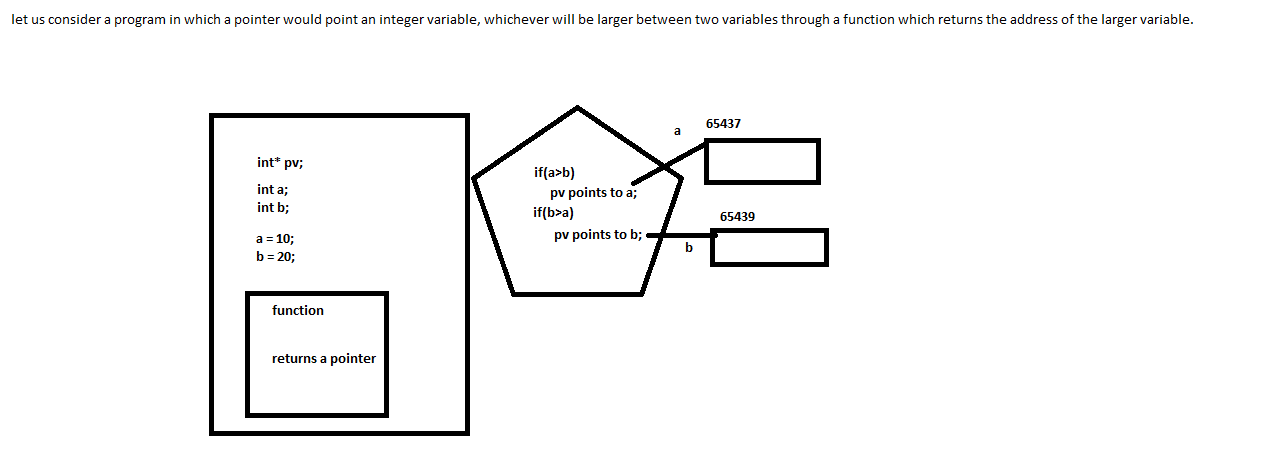 let us consider a program in which a pointer would point an integer variable, whichever will be larger between two variables through a function which returns the address of the larger variable.
int* pv;
int a;
int b;
a = 10;
b = 20;
function
returns a pointer
if(a>b)
pv points to a;
if(b>a)
pv points to b;
a
65437
65439
b